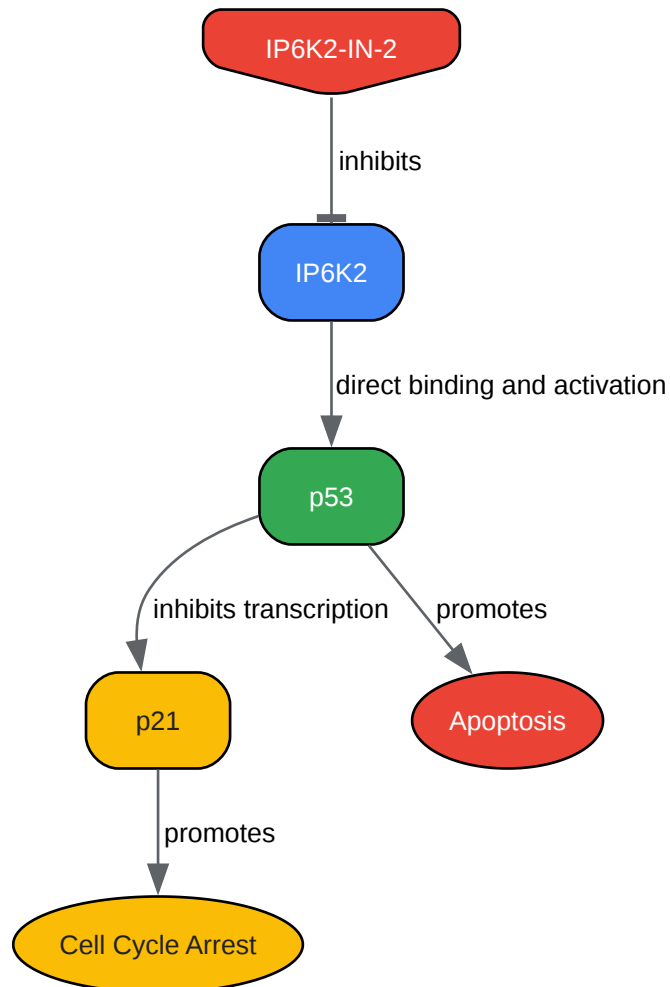 IP6K2-IN-2
inhibits
IP6K2
direct binding and activation
p53
inhibits transcription
promotes
p21
Apoptosis
promotes
Cell Cycle Arrest